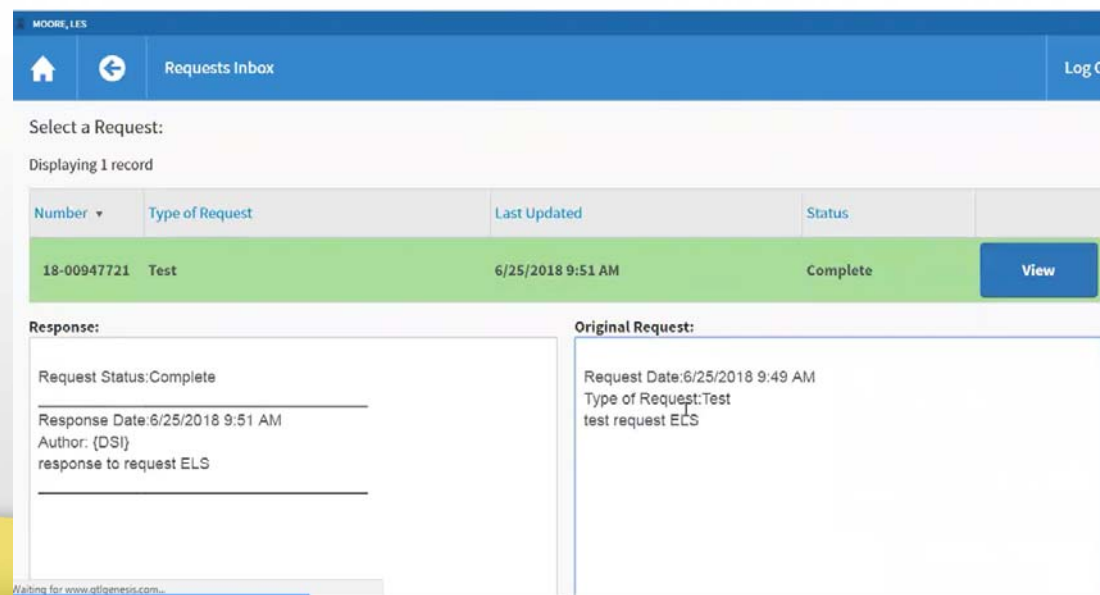 MOORE, LES
Requests Inbox
Log O
Select a Request:
Displaying 1 record
Number Type of Request Last Updated Status
18-00947721 Test 6/25/2018 9:51 AM Complete View
Response: Original Request:
Request Status:Complete
Response Date:6/25/2018 9:51 AM
Author: {DSI}
response to request ELS
Request Date:6/25/2018 9:49 AM
Type of Request:Test
test request ELS
Waiting for www.gtlgenesis.com...